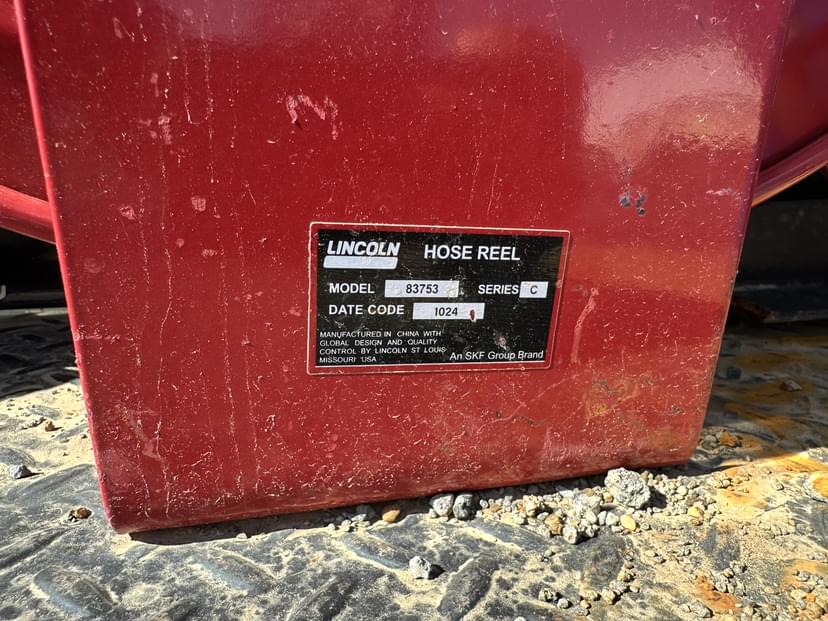 LINCOLN HOSE REEL
MODEL 83753 SERIES C
DATE CODE 1024
MANUFACTURED IN CHINA WITH
GLOBAL DESIGN AND QUALITY
CONTROL BY LINCOLN ST LOUIS
MISSOURI USA
An SKF Group Brand